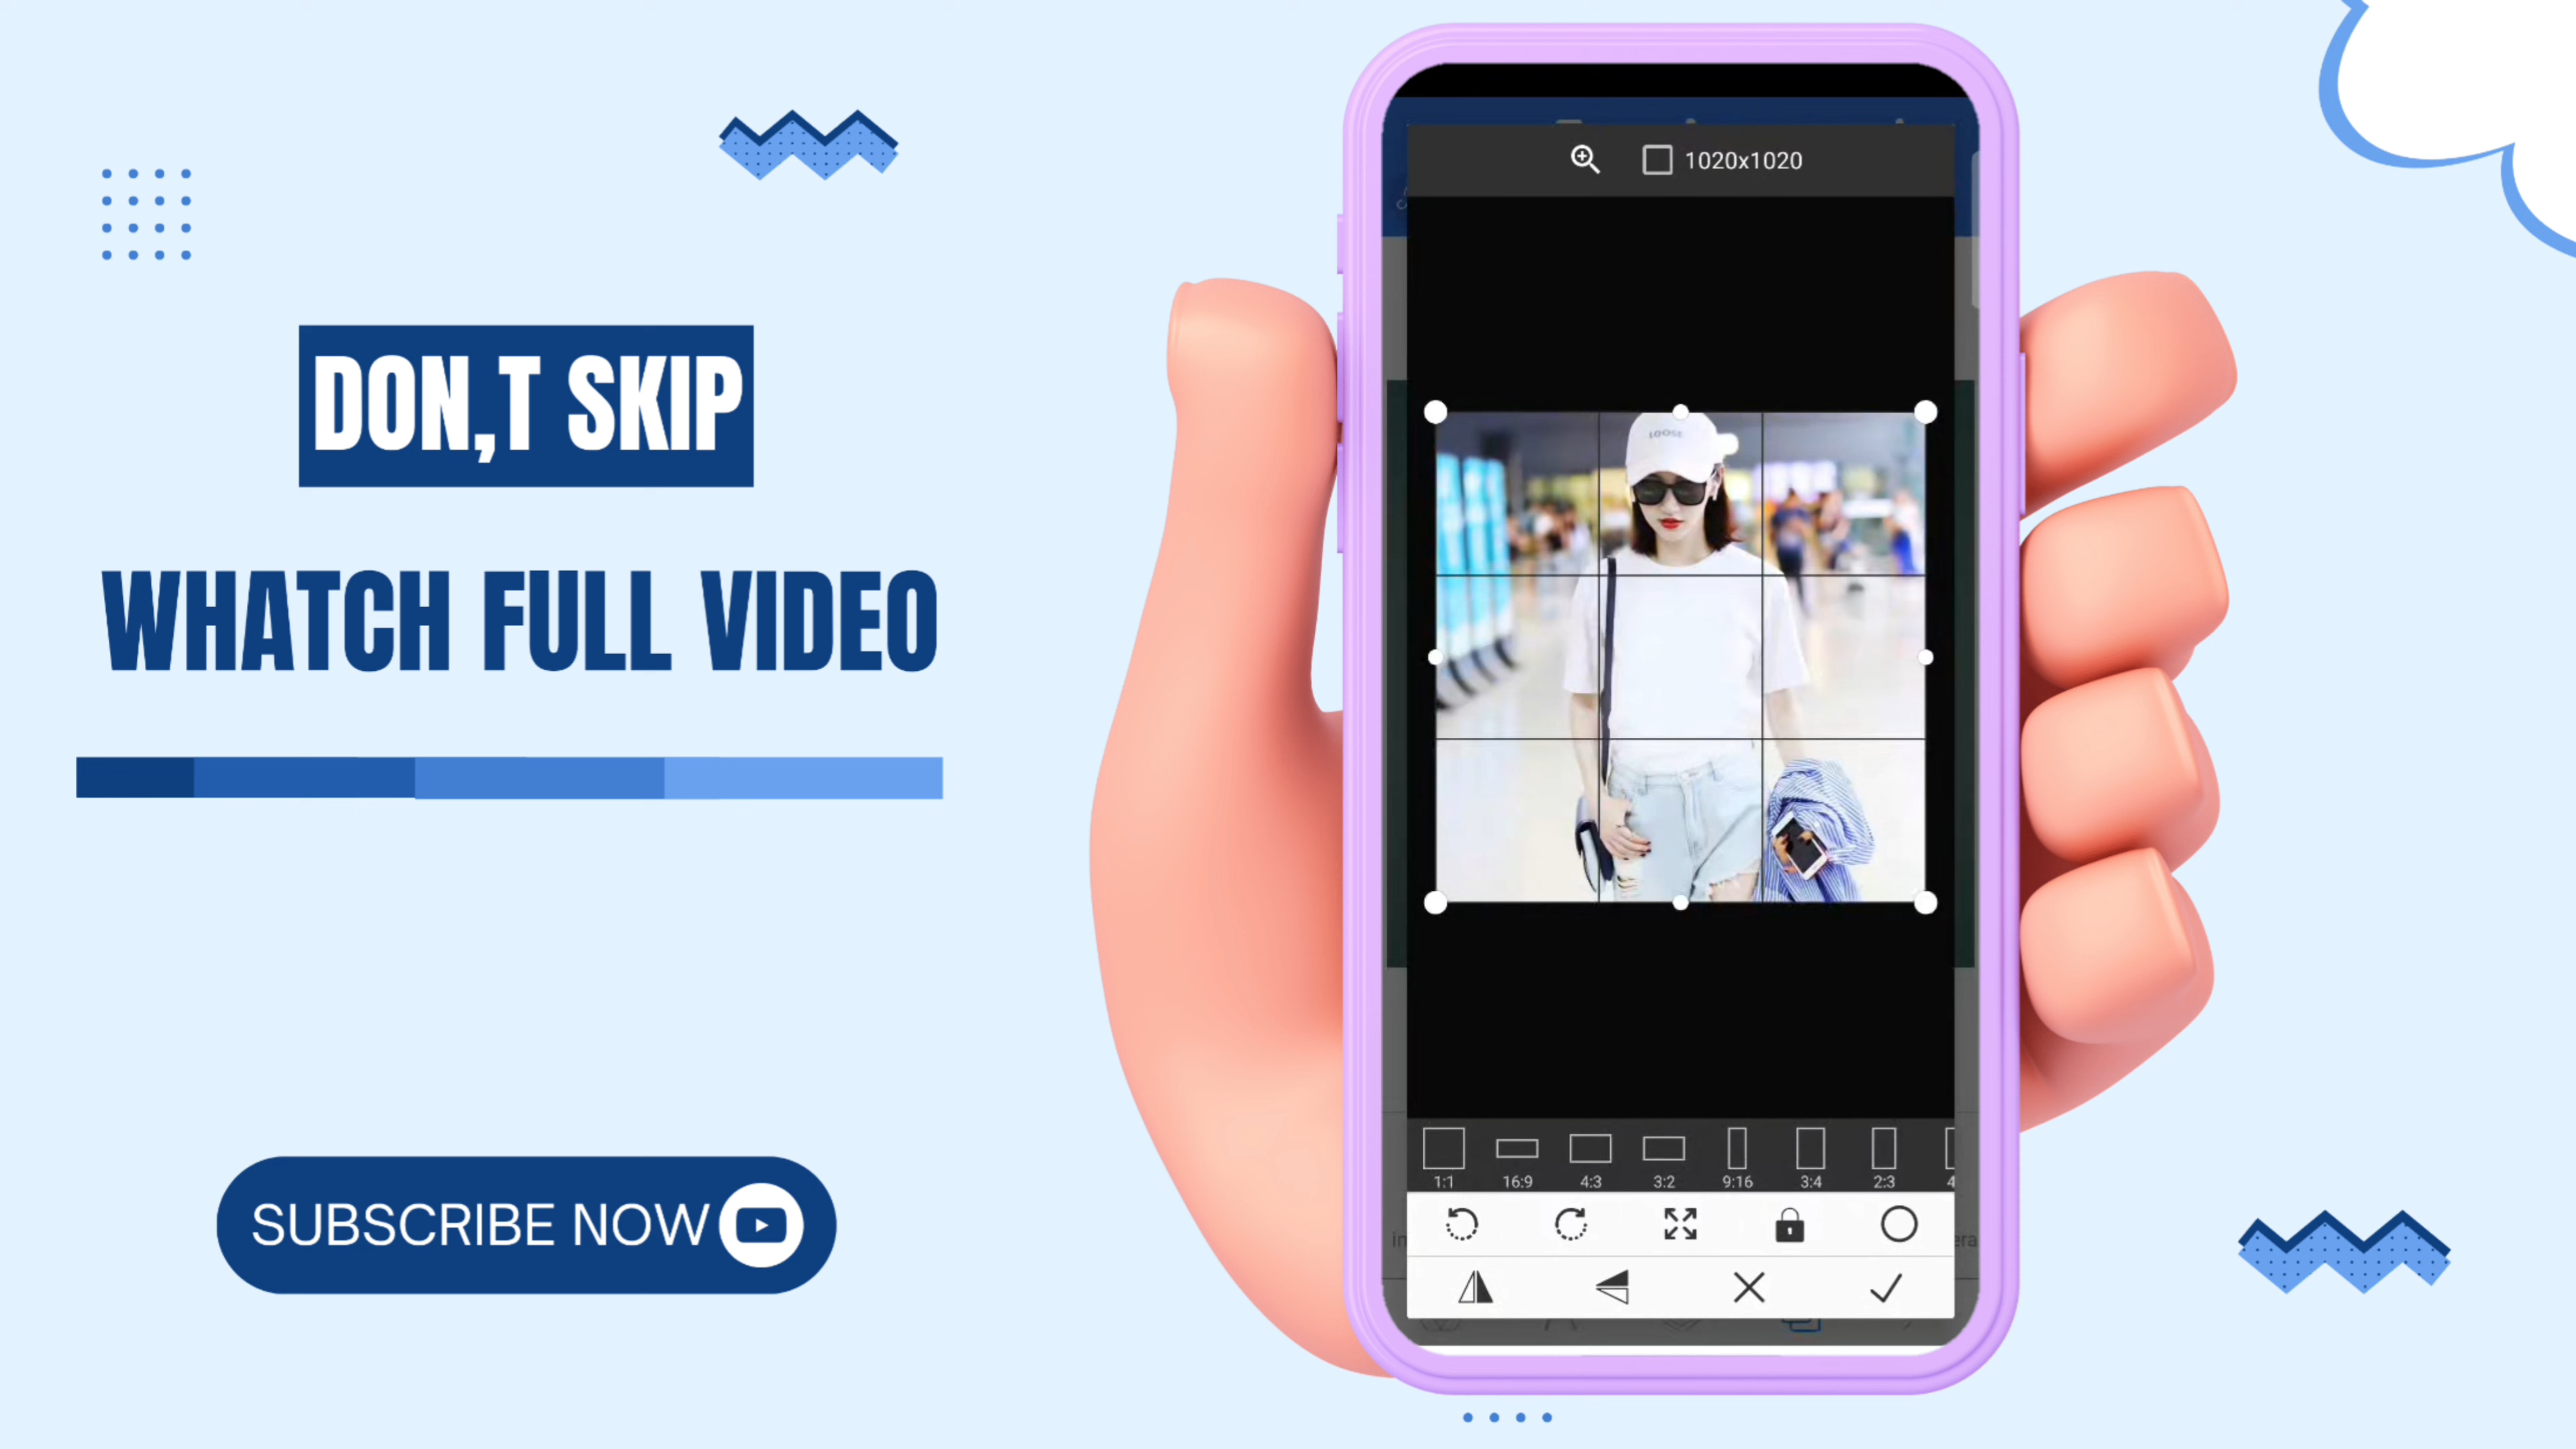 DON,T SKIP
WHATCH FULL VIDEO
SUBSCRIBE NOW
1020x1020
LOOSE
1:1 16:9 4:3 3:2 9:16 3:4 2:3